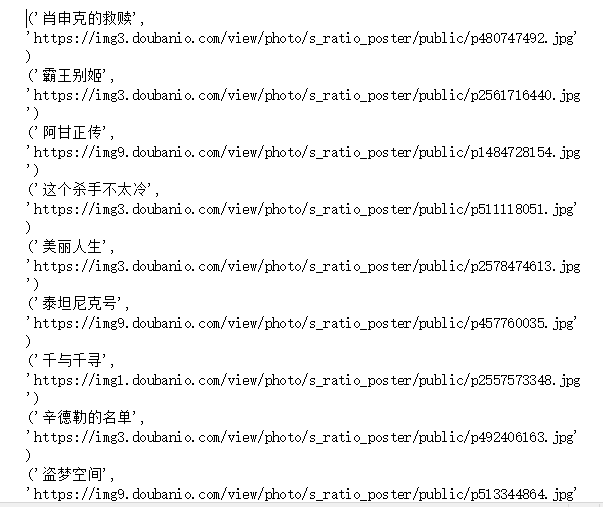 ('肖申克的救赎',
'https://img3.doubanio.com/view/photo/s_ratio_poster/public/p480747492.jpg'
)
('霸王别姬',
'https://img3.doubanio.com/view/photo/s_ratio_poster/public/p2561716440.jpg
')
('阿甘正传',
'https://img9.doubanio.com/view/photo/s_ratio_poster/public/p1484728154.jpg
')
('这个杀手不太冷',
'https://img3.doubanio.com/view/photo/s_ratio_poster/public/p511118051.jpg'
)
('美丽人生',
'https://img3.doubanio.com/view/photo/s_ratio_poster/public/p2578474613.jpg
')
('泰坦尼克号',
'https://img9.doubanio.com/view/photo/s_ratio_poster/public/p457760035.jpg'
)
('千与千寻',
'https://img1.doubanio.com/view/photo/s_ratio_poster/public/p2557573348.jpg
')
('辛德勒的名单',
'https://img3.doubanio.com/view/photo/s_ratio_poster/public/p492406163.jpg'
)
('盗梦空间',
'https://img9.doubanio.com/view/photo/s_ratio_poster/public/p513344864.jpg'